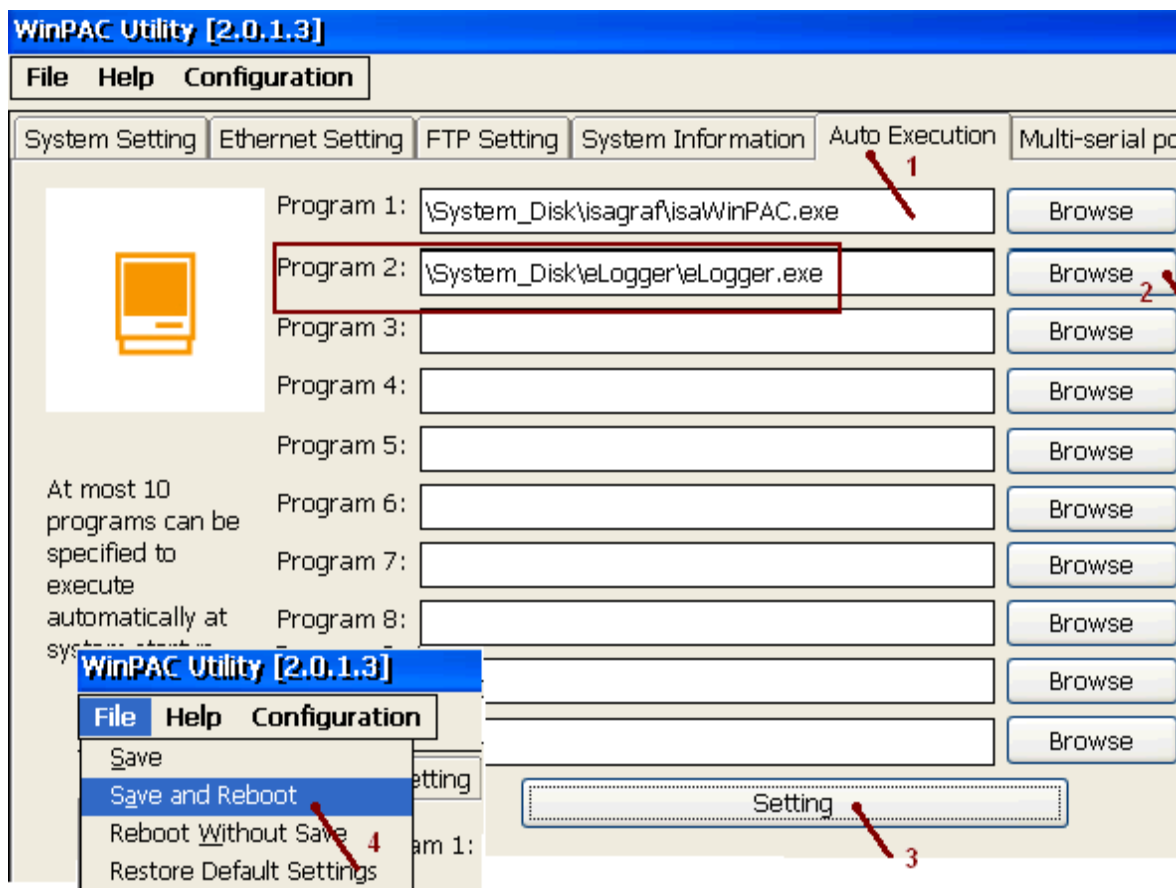 WinPAC Utility [2.0.1.3]
File Help Configuration
System Setting Ethernet Setting FTP Setting System Information Auto Execution Multi-serial po
1
Program 1: \System_Disk\isagraf\isaWinPAC.exe Browse
Program 2: \System_Disk\eLogger\eLogger.exe Browse
2
Program 3: Browse
Program 4: Browse
Program 5: Browse
Program 6: Browse
Program 7: Browse
Program 8: Browse
Browse
Browse
At most 10
programs can be
specified to
execute
automatically at
Setting
3
WinPAC Utility [2.0.1.3]
File Help Configuration
Save
Save and Reboot
Reboot Without Save
Restore Default Settings
4
etting
am 1: